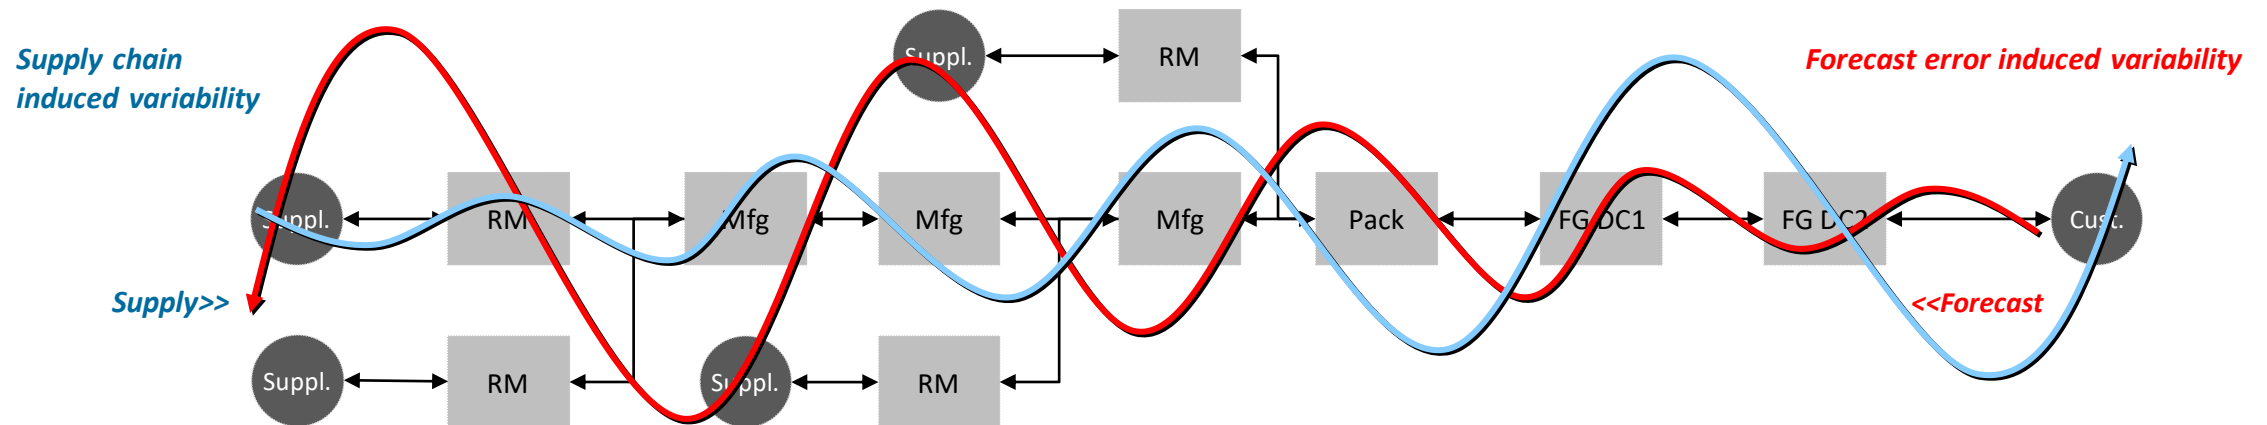 Supply chain
induced variability
Suppl.
RM
Forecast error induced variability
Suppl.
RM
Mfg
Mfg
Mfg
Pack
FG DC1
FG DC2
Cust.
Supply>>
<<Forecast
Suppl.
RM
Suppl.
RM